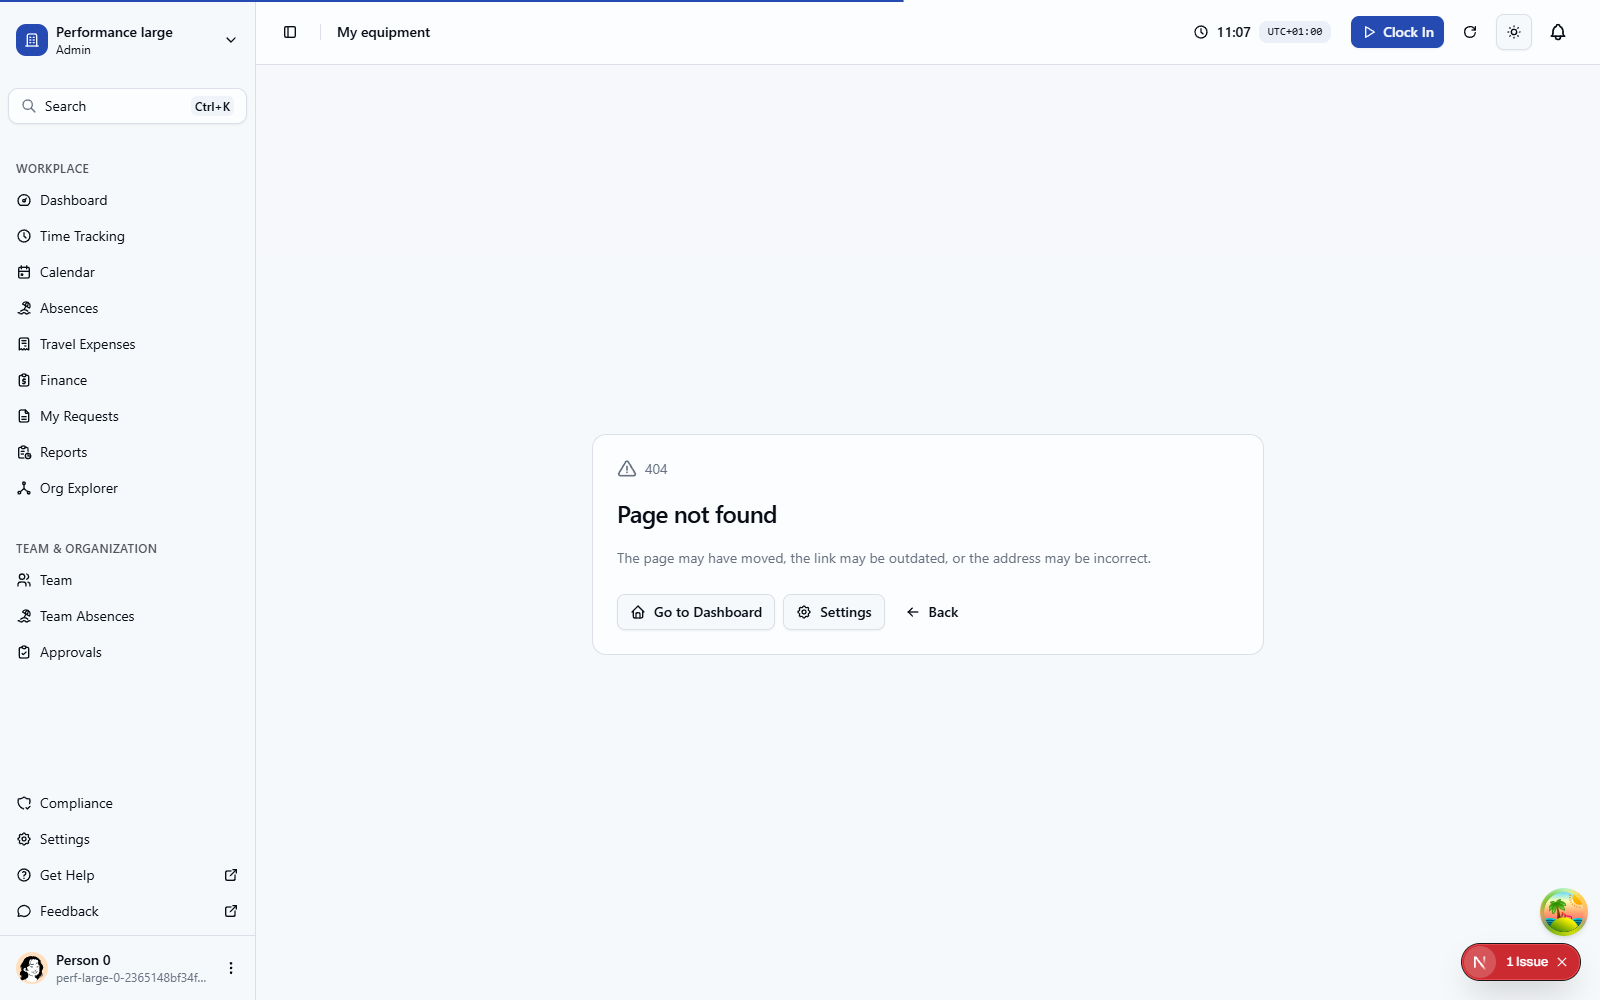 Performance large
Admin
Search
Ctrl+K
WORKPLACE
Dashboard
Time Tracking
Calendar
Absences
Travel Expenses
Finance
My Requests
Reports
Org Explorer
TEAM & ORGANIZATION
Team
Team Absences
Approvals
Compliance
Settings
Get Help
Feedback
Person 0
perf-large-0-2365148bf34f...
My equipment
11:07
UTC+01:00
Clock In
404
Page not found
The page may have moved, the link may be outdated, or the address may be incorrect.
Go to Dashboard
Settings
Back
N
1 Issue